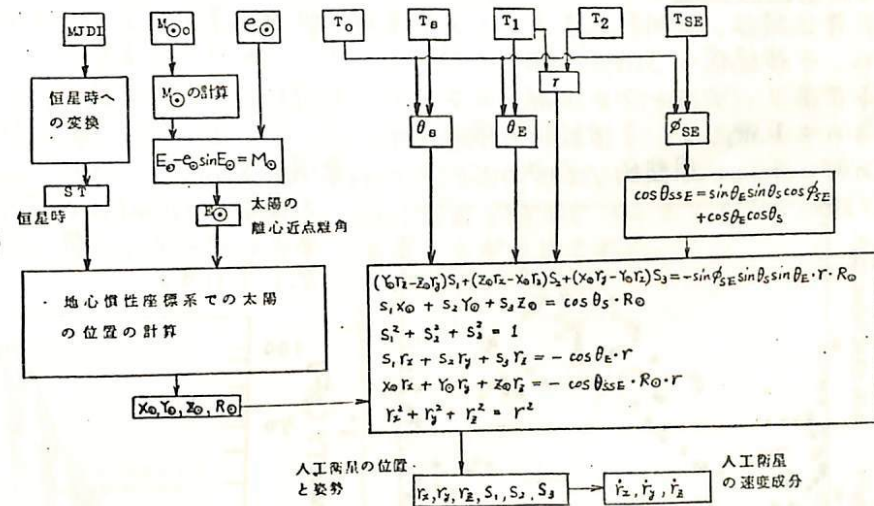 MJDI
M⊙o
e⊙
T₀
Tₛ
T₁
T₂
T_SE
恒星時へ
の変換
M⊙の計算
r
θₛ
θ_E
φ_SE
E⊙-e⊙sinE⊙=M⊙
ST
恒星時
E⊙
太陽の
離心近点離角
cosθ_SSE=sinθ_E sinθ_S cosφ_SE
+cosθ_E cosθ_S
地心慣性座標系での太陽
の位置の計算
(Y⊙r_z-Z⊙r_y)S₁+(Z⊙r_x-X⊙r_z)S₂+(X⊙r_y-Y⊙r_x)S₃=-sinφ_SE sinθ_S sinθ_E・r・R⊙
S₁X⊙+S₂Y⊙+S₃Z⊙=cosθ_S・R⊙
S₁²+S₂²+S₃²=1
S₁r_x+S₂r_y+S₃r_z=-cosθ_E・r
X⊙r_x+Y⊙r_y+Z⊙r_z=-cosθ_SSE・R⊙・r
r_x²+r_y²+r_z²=r²
X⊙,Y⊙,Z⊙,R⊙
人工衛星の位置
と姿勢
r_x,r_y,r_z,S₁,S₂,S₃
人工衛星
の速変成分
ṙ_x,ṙ_y,ṙ_z